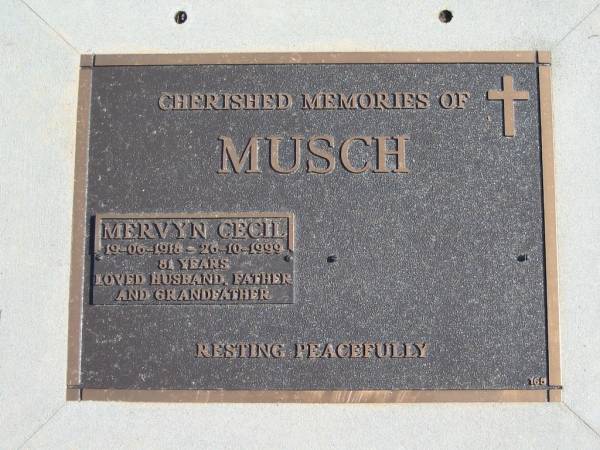 CHERISHED MEMORIES OF
MUSCH
MERVYN CECIL
19-06-1918 - 26-10-1999
81 YEARS
LOVED HUSBAND, FATHER
AND GRANDFATHER
RESTING PEACEFULLY